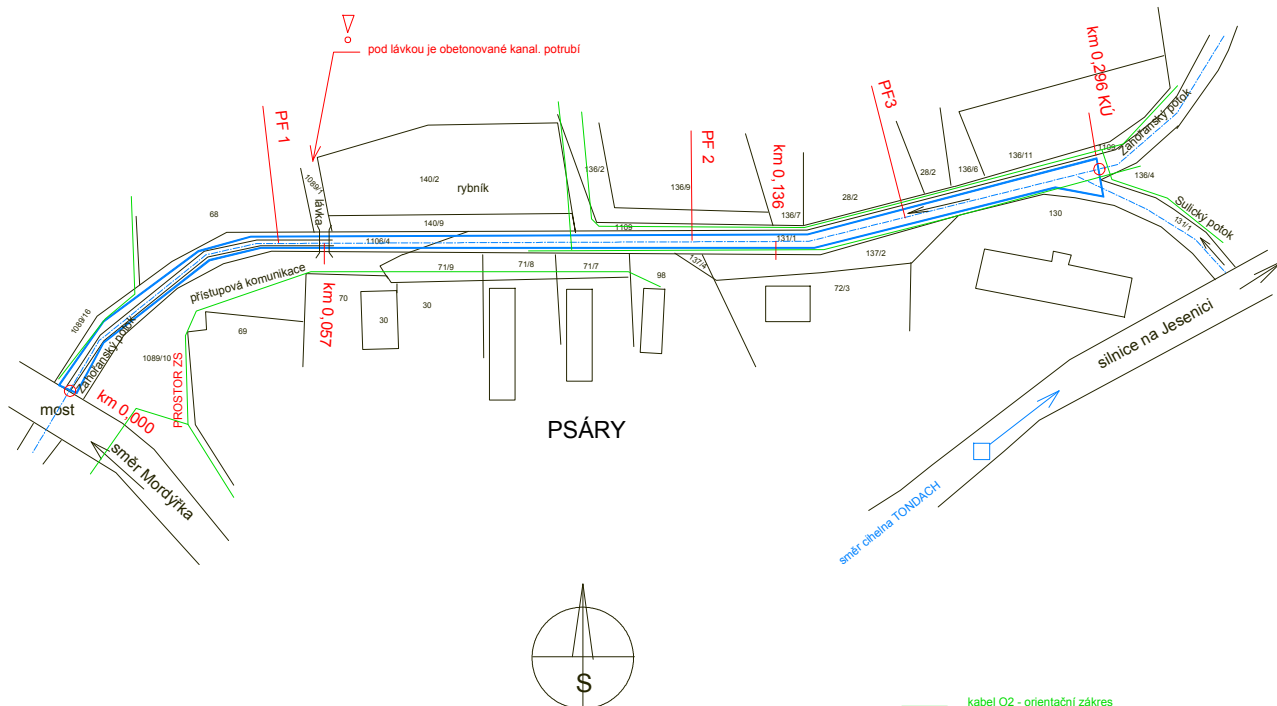 pod lávkou je obetonované kanal. potrubí
PF 1
km 0,296 KÚ
PF3
PF 2
km 0,136
Zahořanský potok
1109
136/4
136/11
136/6
28/2
28/2
136/7
136/9
136/2
140/2
rybník
1089/1
lávka
68
140/9
1109
1106/4
131/1
Sulický potok
131/1
130
137/2
137/4
72/3
98
71/7
71/8
71/9
30
30
70
km 0,057
přístupová komunikace
69
1089/16
Zahořanský potok
1089/10
PROSTOR ZŠ
km 0,000
most
směr Mordýřka
PSÁRY
silnice na Jesenici
směr cihelna TONDACH
S
kabel O2 - orientační zákres